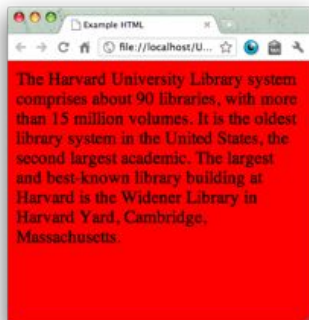 Example HTML
file://localhost/U...
The Harvard University Library system
comprises about 90 libraries, with more
than 15 million volumes. It is the oldest
library system in the United States, the
second largest academic. The largest
and best-known library building at
Harvard is the Widener Library in
Harvard Yard, Cambridge,
Massachusetts.